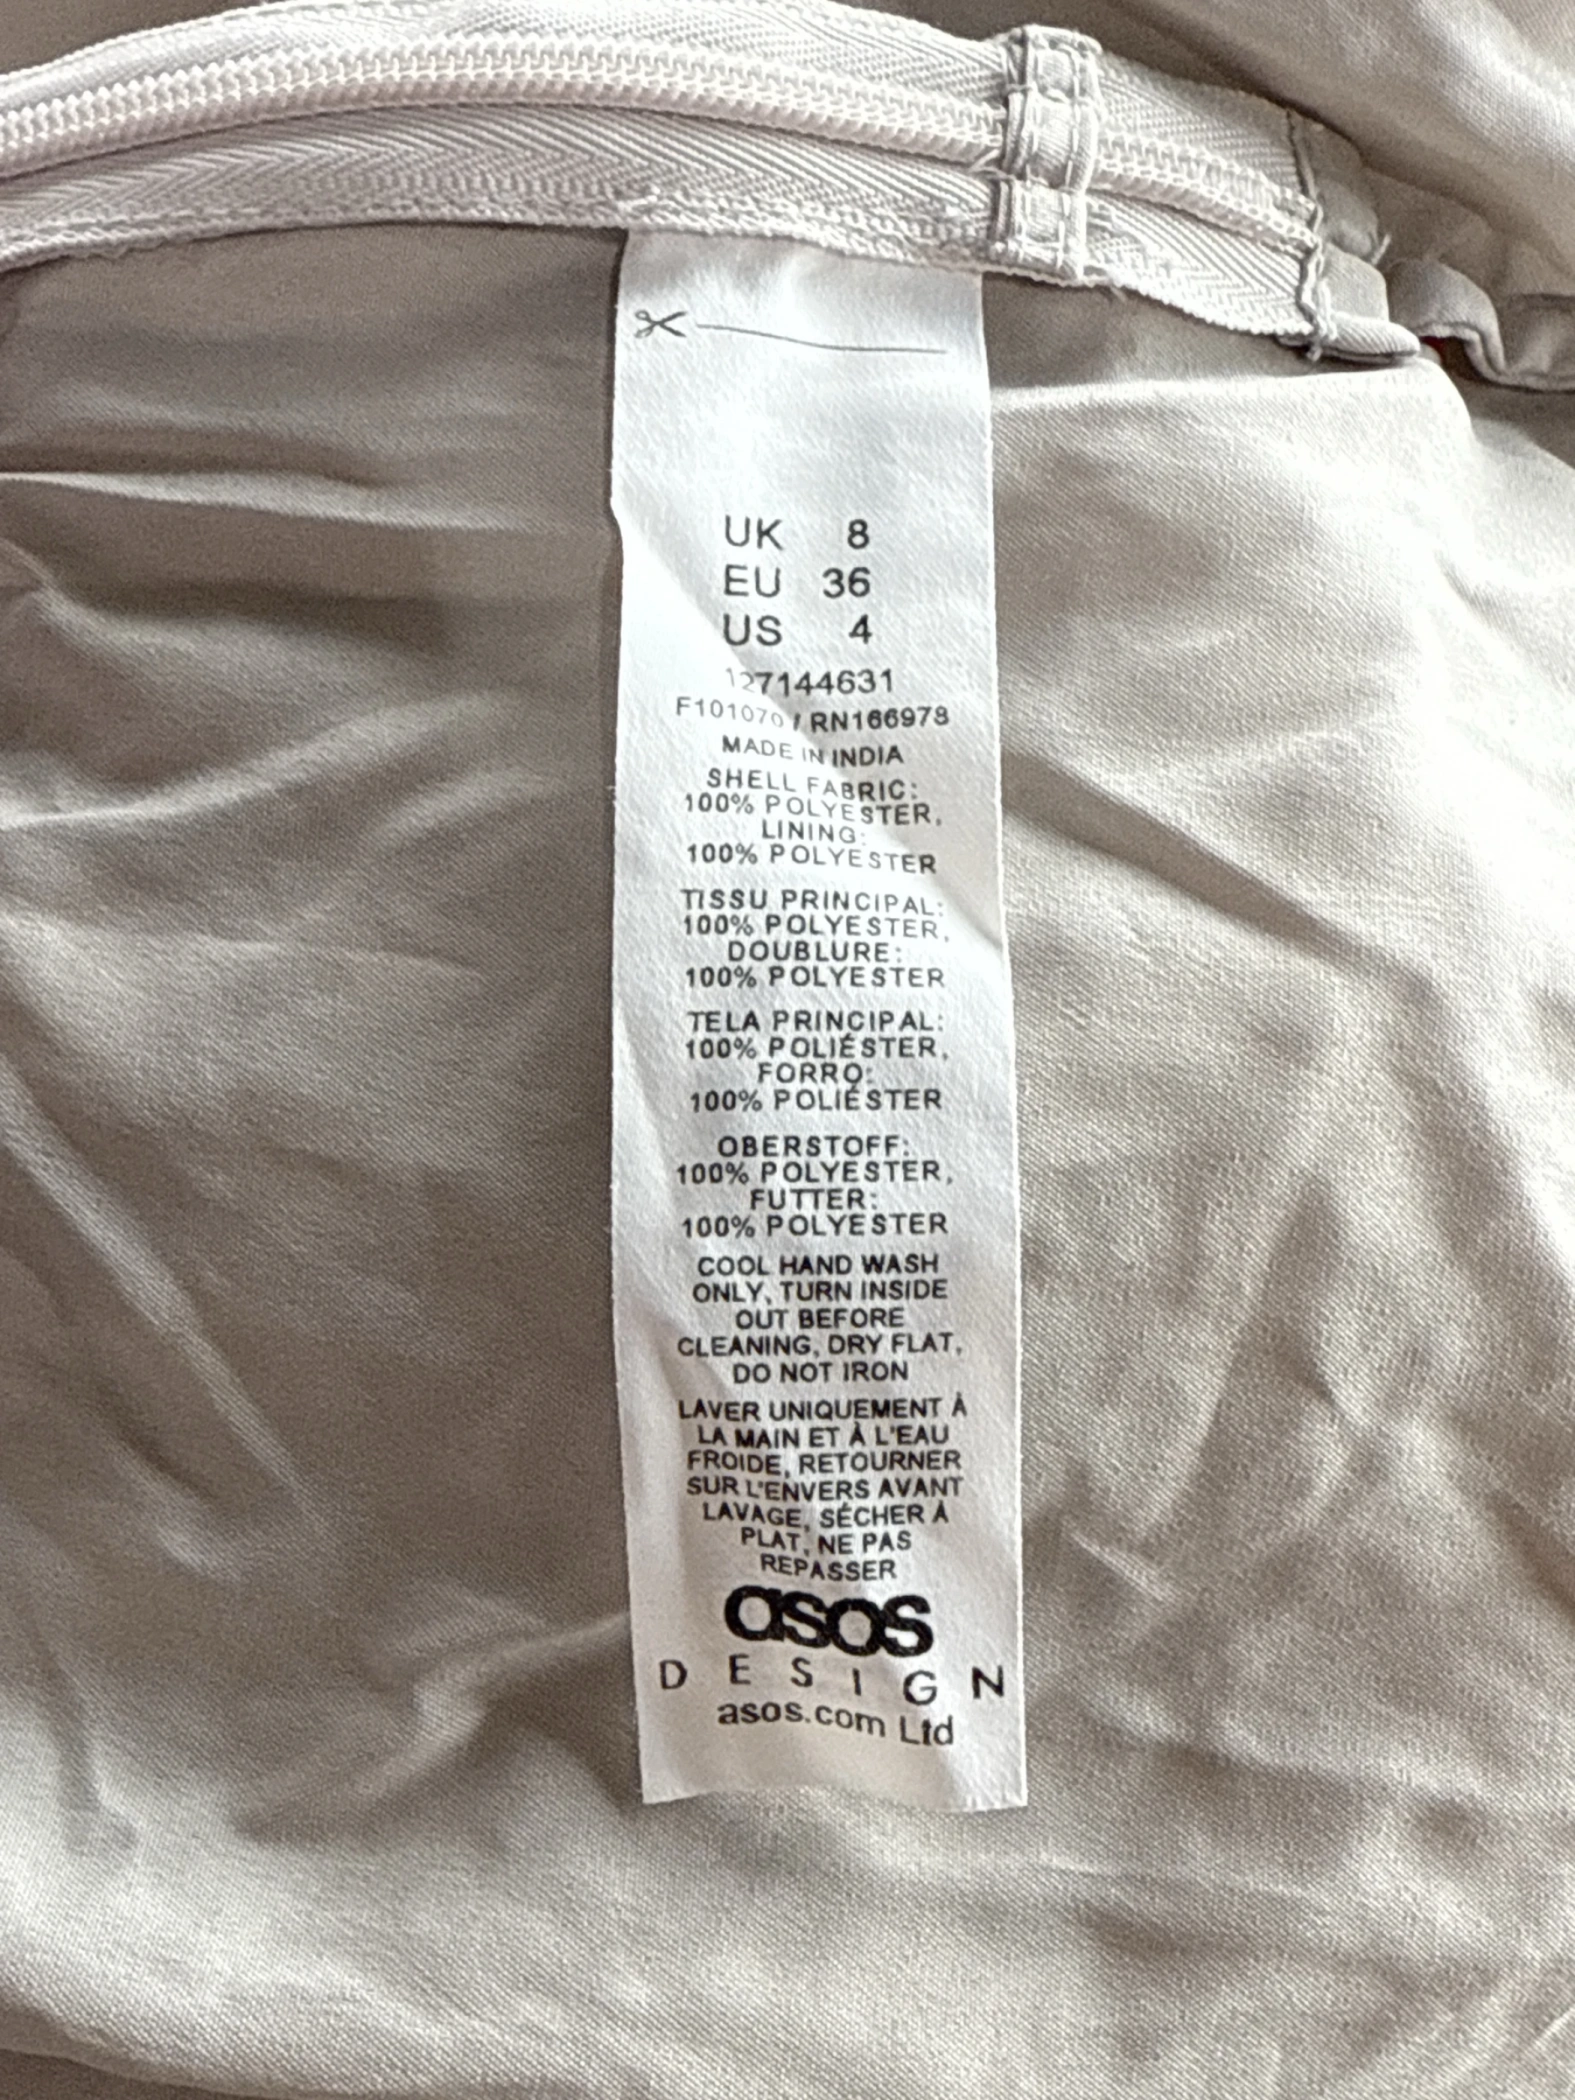 UK 8
EU 36
US 4
127144631
F101070 / RN166978
MADE IN INDIA
SHELL FABRIC:
100% POLYESTER,
LINING:
100% POLYESTER
TISSU PRINCIPAL:
100% POLYESTER,
DOUBLURE:
100% POLYESTER
TELA PRINCIPAL:
100% POLIÉSTER,
FORRO:
100% POLIÉSTER
OBERSTOFF:
100% POLYESTER,
FUTTER:
100% POLYESTER
COOL HAND WASH
ONLY, TURN INSIDE
OUT BEFORE
CLEANING, DRY FLAT,
DO NOT IRON
LAVER UNIQUEMENT À
LA MAIN ET À L'EAU
FROIDE, RETOURNER
SUR L'ENVERS AVANT
LAVAGE, SÉCHER À
PLAT, NE PAS
REPASSER
asos
DESIGN
asos.com Ltd